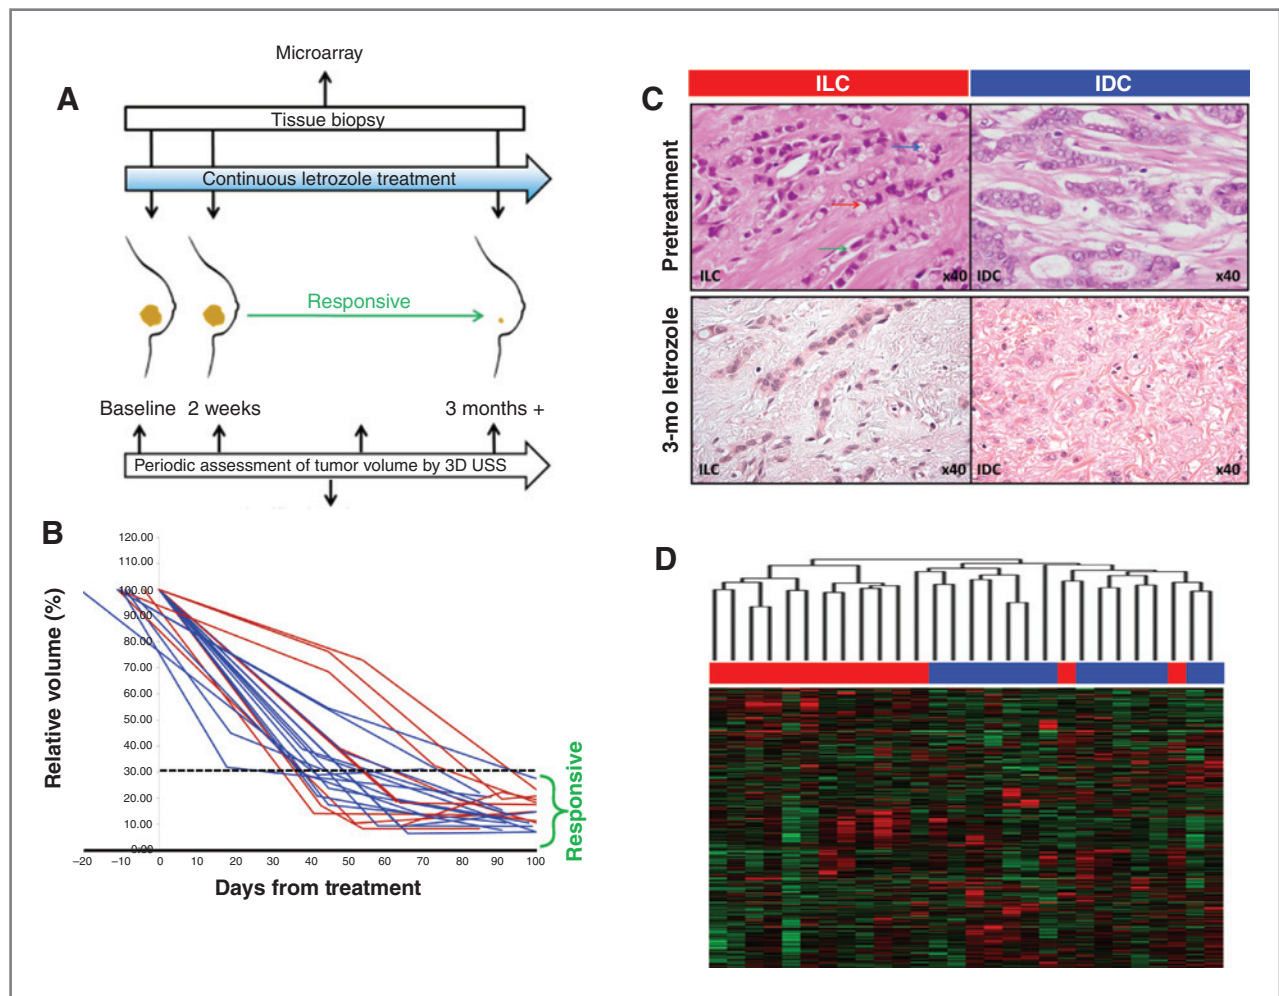 A
Microarray
Tissue biopsy
Continuous letrozole treatment
Responsive
Baseline
2 weeks
3 months +
Periodic assessment of tumor volume by 3D USS
B
Relative volume (%)
120.00
110.00
100.00
90.00
80.00
70.00
60.00
50.00
40.00
30.00
20.00
10.00
0.00
−20
−10
0
10
20
30
40
50
60
70
80
90
100
Days from treatment
Responsive
C
ILC
IDC
Pretreatment
ILC
x40
IDC
x40
3-mo letrozole
ILC
x40
IDC
x40
D